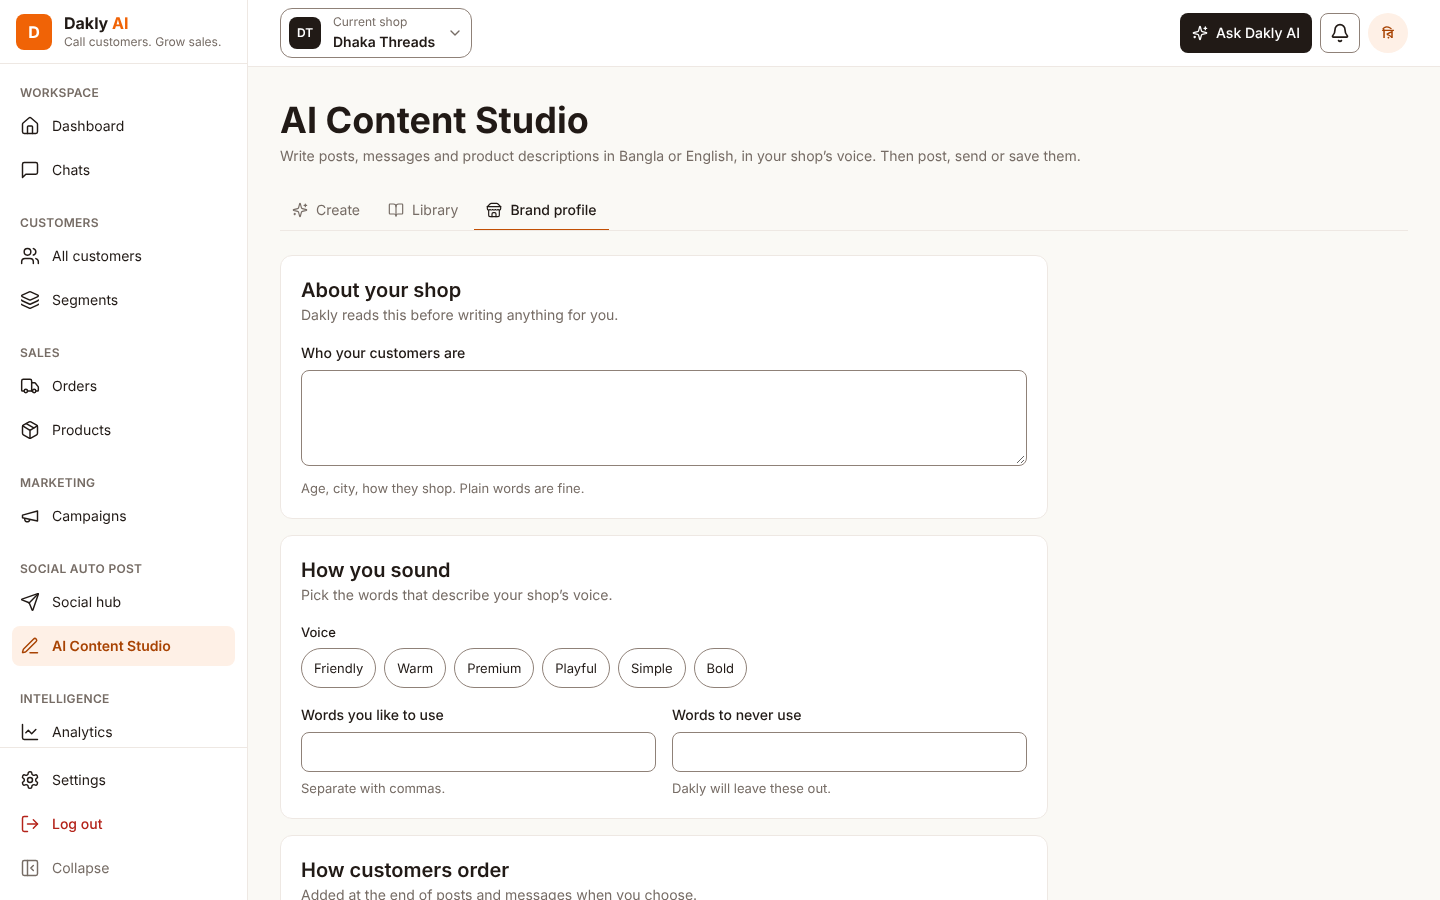 D
Dakly AI
Call customers. Grow sales.
WORKSPACE
Dashboard
Chats
CUSTOMERS
All customers
Segments
SALES
Orders
Products
MARKETING
Campaigns
SOCIAL AUTO POST
Social hub
AI Content Studio
INTELLIGENCE
Analytics
Settings
Log out
Collapse
DT
Current shop
Dhaka Threads
Ask Dakly AI
রি
AI Content Studio
Write posts, messages and product descriptions in Bangla or English, in your shop’s voice. Then post, send or save them.
Create
Library
Brand profile
About your shop
Dakly reads this before writing anything for you.
Who your customers are
Age, city, how they shop. Plain words are fine.
How you sound
Pick the words that describe your shop’s voice.
Voice
Friendly
Warm
Premium
Playful
Simple
Bold
Words you like to use
Words to never use
Separate with commas.
Dakly will leave these out.
How customers order
Added at the end of posts and messages when you choose.